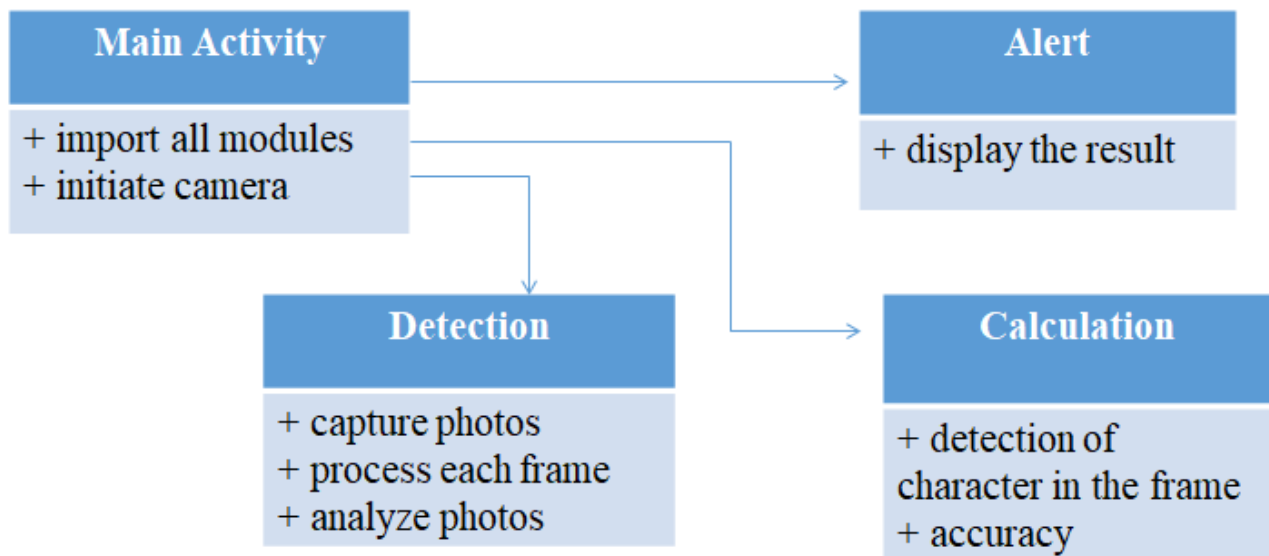 Main Activity
+ import all modules
+ initiate camera
Alert
+ display the result
Detection
+ capture photos
+ process each frame
+ analyze photos
Calculation
+ detection of
character in the frame
+ accuracy